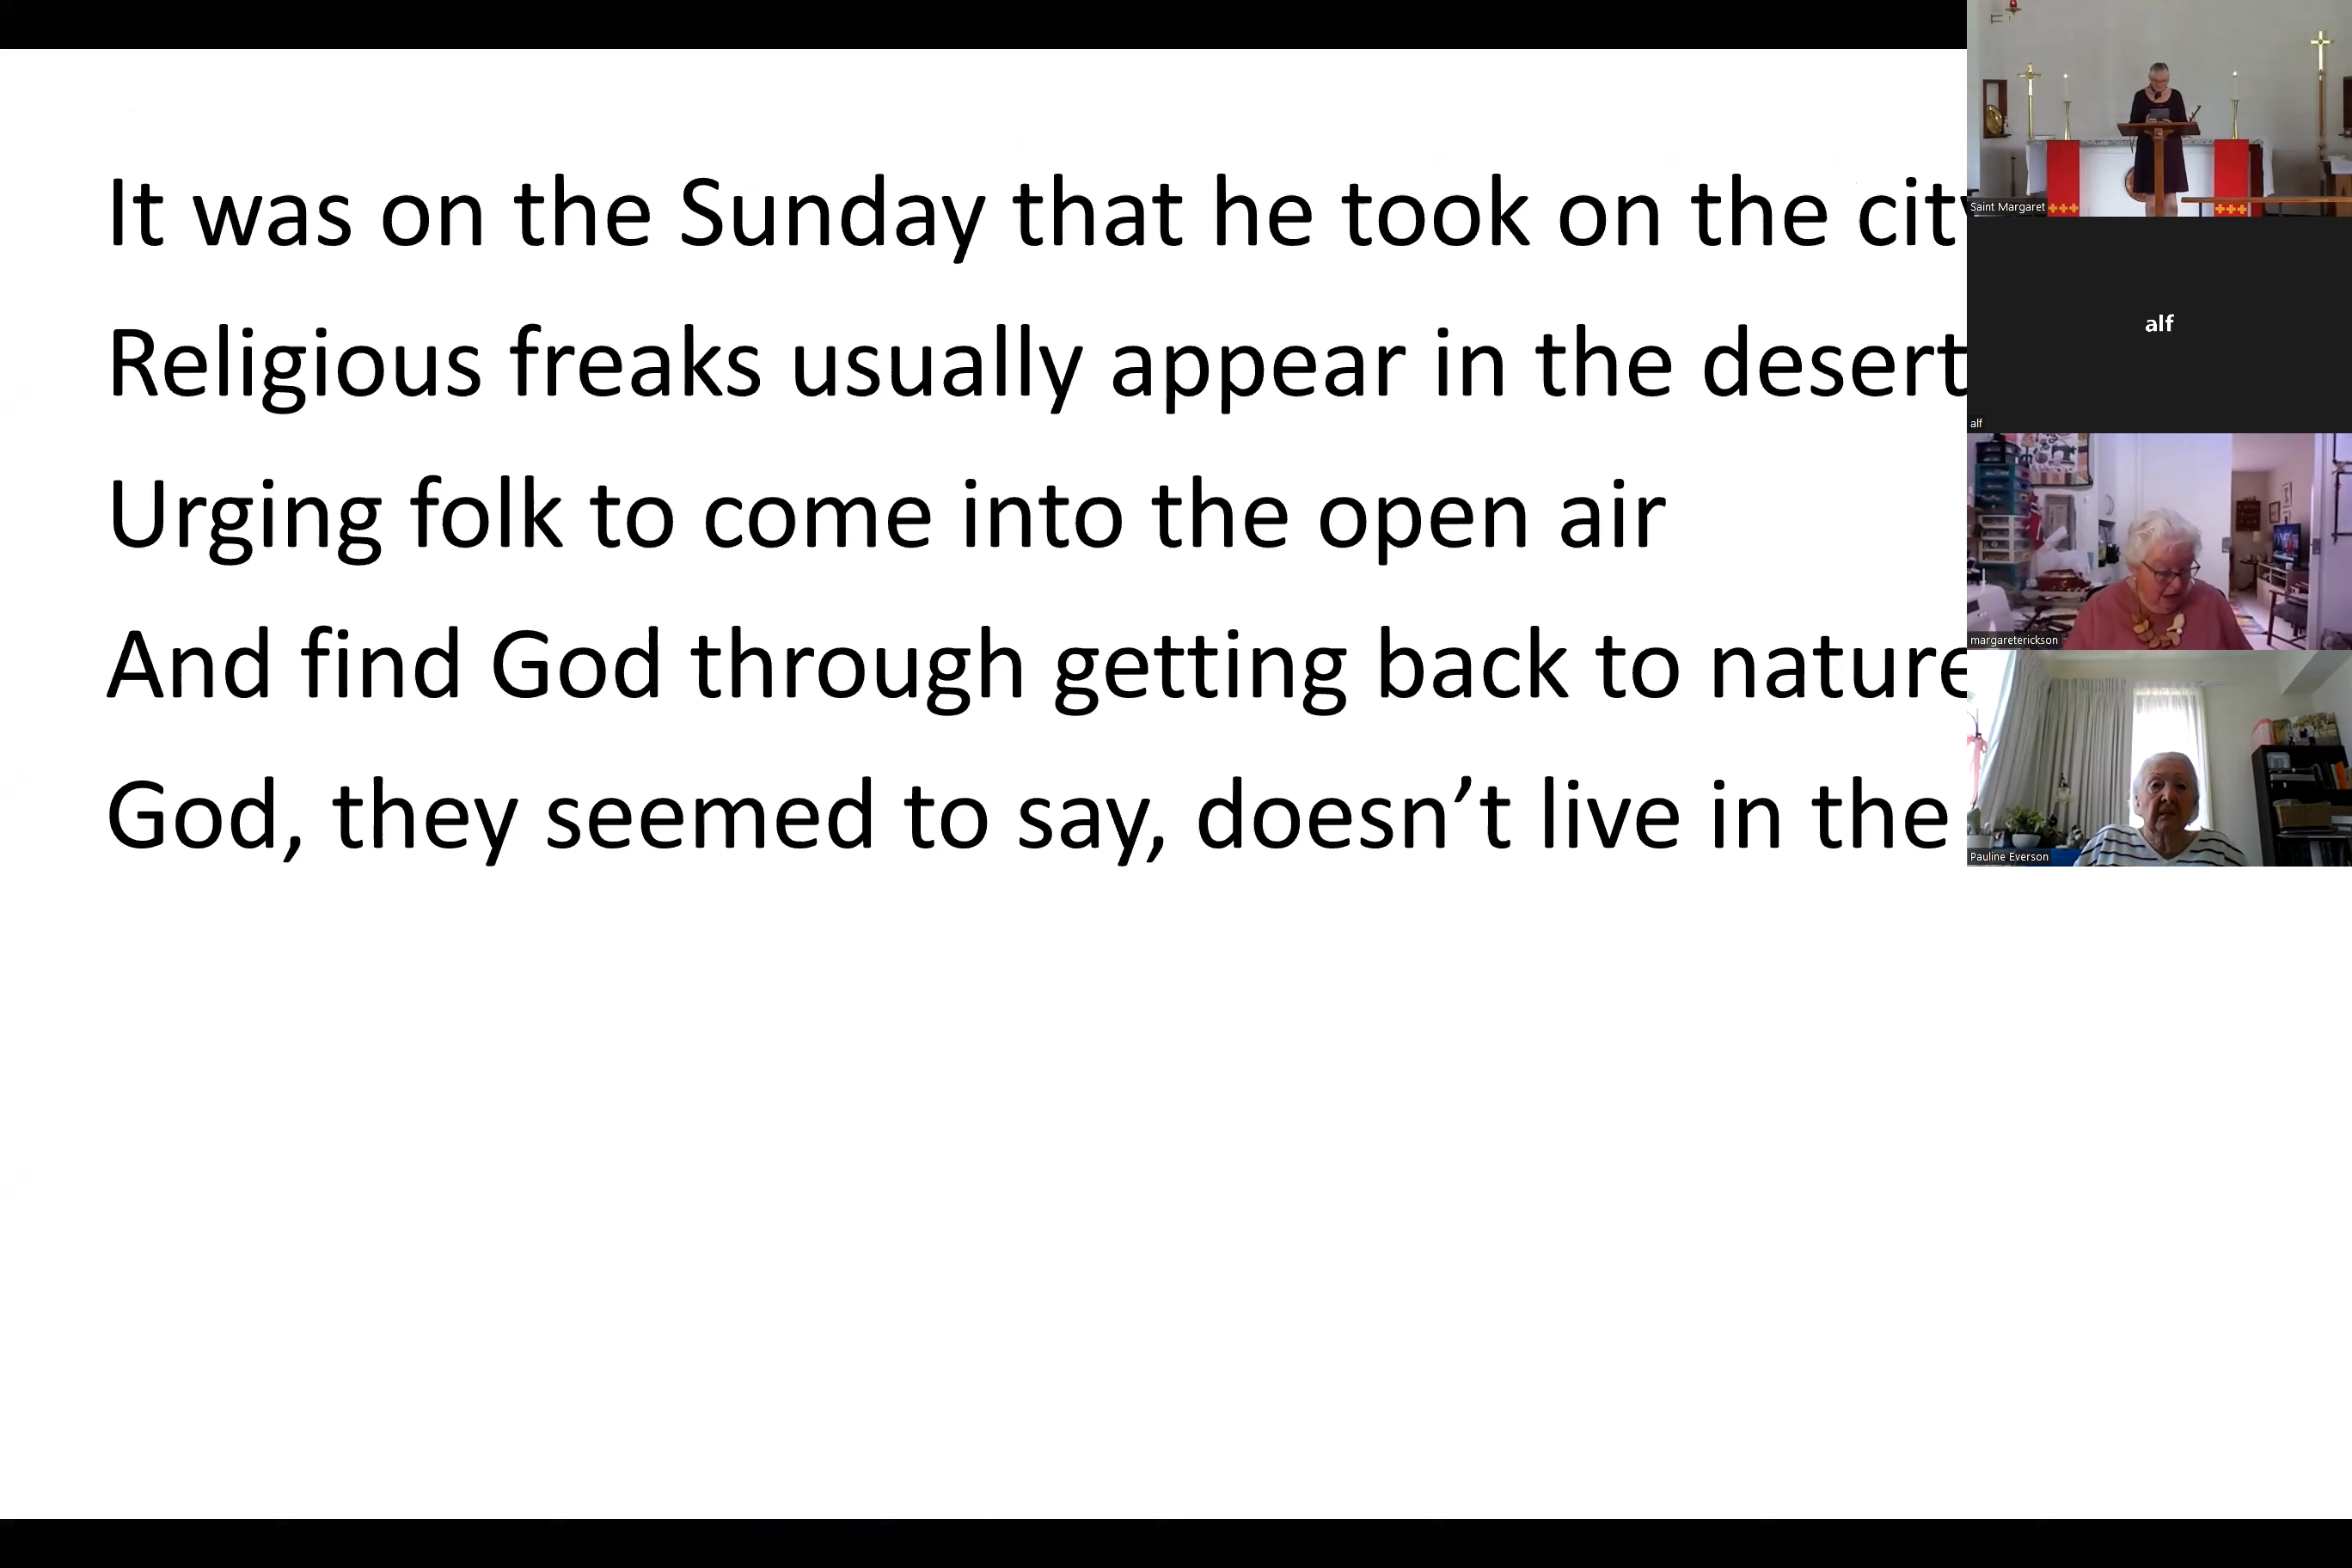 It was on the Sunday that he took on the city
Religious freaks usually appear in the desert
Urging folk to come into the open air
And find God through getting back to nature
God, they seemed to say, doesn’t live in the
Saint Margaret
alf
alf
margareterickson
Pauline Everson